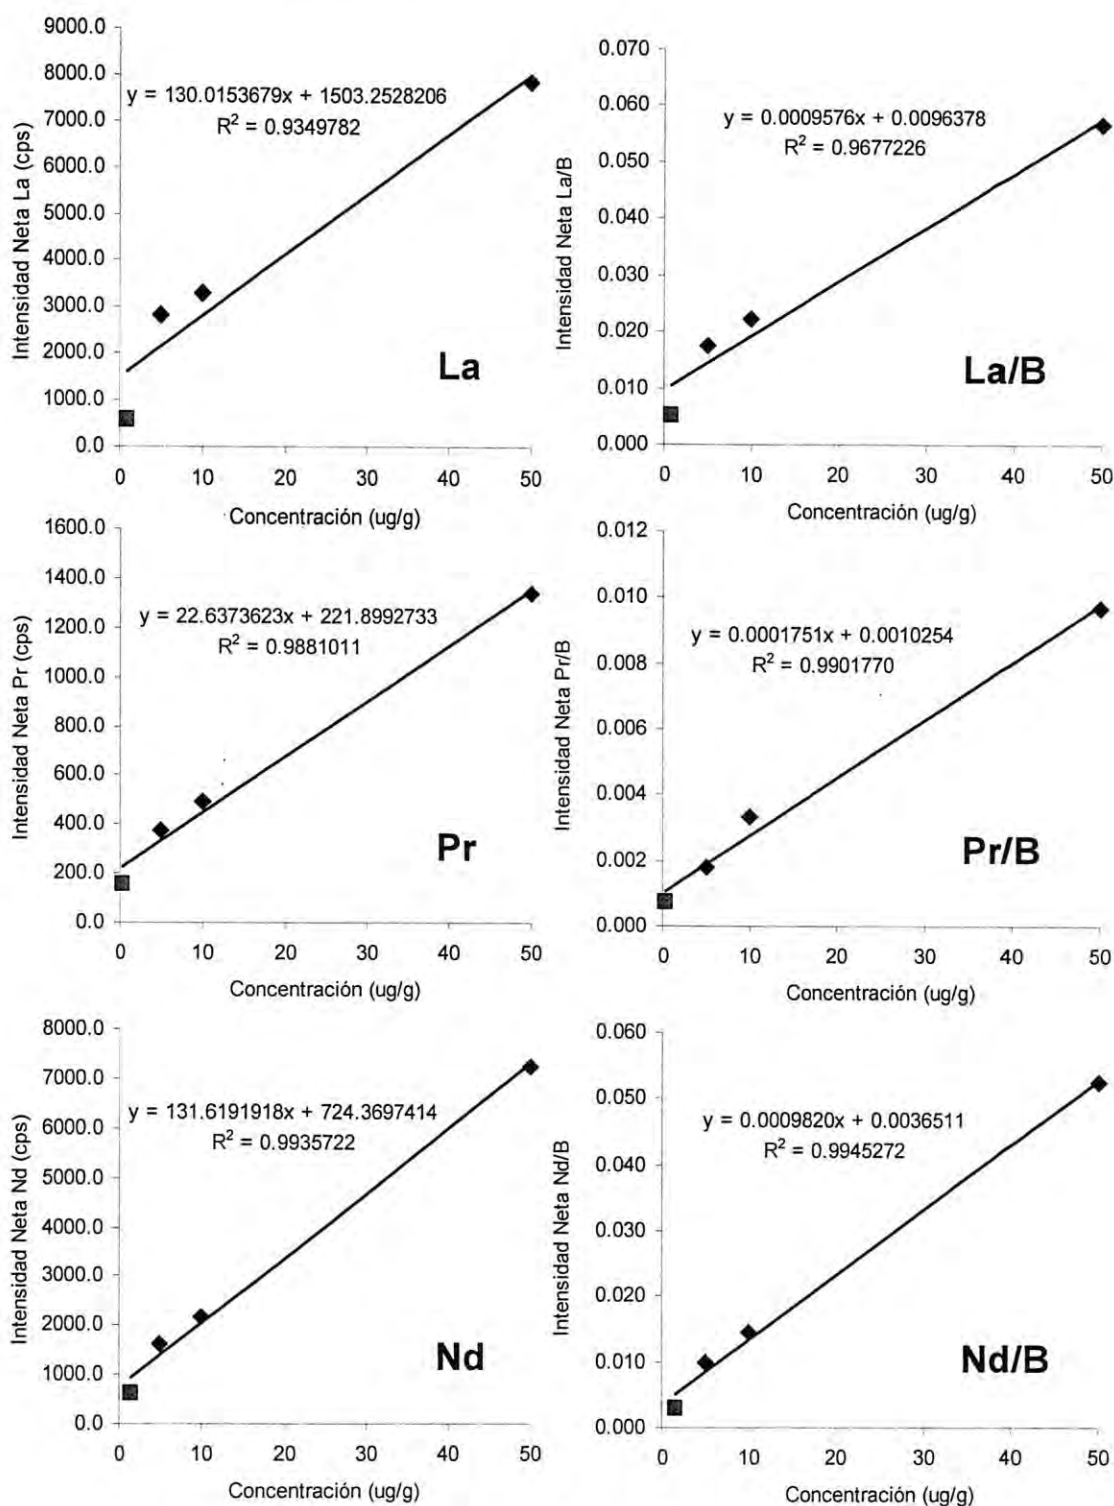 9000.0
8000.0
7000.0
6000.0
5000.0
4000.0
3000.0
2000.0
1000.0
0.0
Intensidad Neta La (cps)
y = 130.0153679x + 1503.2528206
R² = 0.9349782
La
0 10 20 30 40 50
Concentración (ug/g)
0.070
0.060
0.050
0.040
0.030
0.020
0.010
0.000
Intensidad Neta La/B
y = 0.0009576x + 0.0096378
R² = 0.9677226
La/B
0 10 20 30 40 50
Concentración (ug/g)
1600.0
1400.0
1200.0
1000.0
800.0
600.0
400.0
200.0
0.0
Intensidad Neta Pr (cps)
y = 22.6373623x + 221.8992733
R² = 0.9881011
Pr
0 10 20 30 40 50
Concentración (ug/g)
0.012
0.010
0.008
0.006
0.004
0.002
0.000
Intensidad Neta Pr/B
y = 0.0001751x + 0.0010254
R² = 0.9901770
Pr/B
0 10 20 30 40 50
Concentración (ug/g)
8000.0
7000.0
6000.0
5000.0
4000.0
3000.0
2000.0
1000.0
0.0
Intensidad Neta Nd (cps)
y = 131.6191918x + 724.3697414
R² = 0.9935722
Nd
0 10 20 30 40 50
Concentración (ug/g)
0.060
0.050
0.040
0.030
0.020
0.010
0.000
Intensidad Neta Nd/B
y = 0.0009820x + 0.0036511
R² = 0.9945272
Nd/B
0 10 20 30 40 50
Concentración (ug/g)